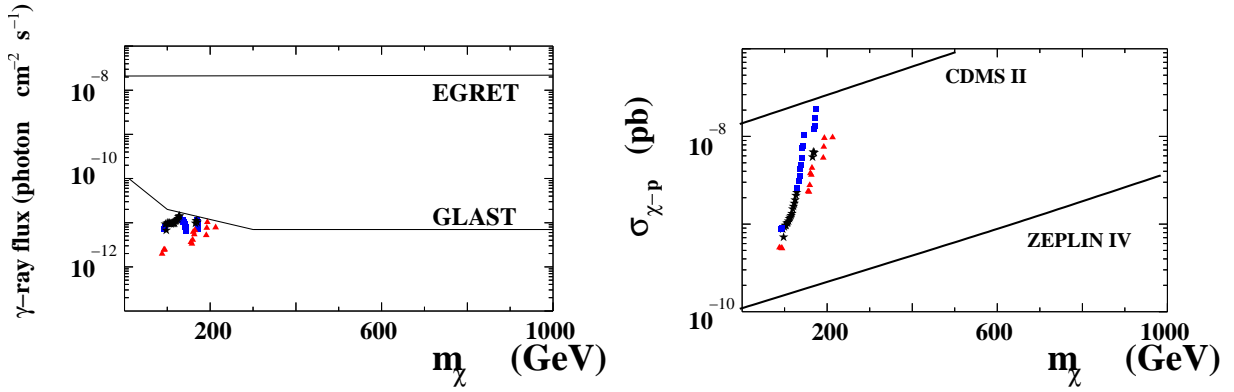 γ−ray flux (photon cm−2 s−1)
10−8
10−10
10−12
EGRET
GLAST
200
600
1000
mχ (GeV)
σχ−p (pb)
10−8
10−10
CDMS II
ZEPLIN IV
200
600
1000
mχ (GeV)